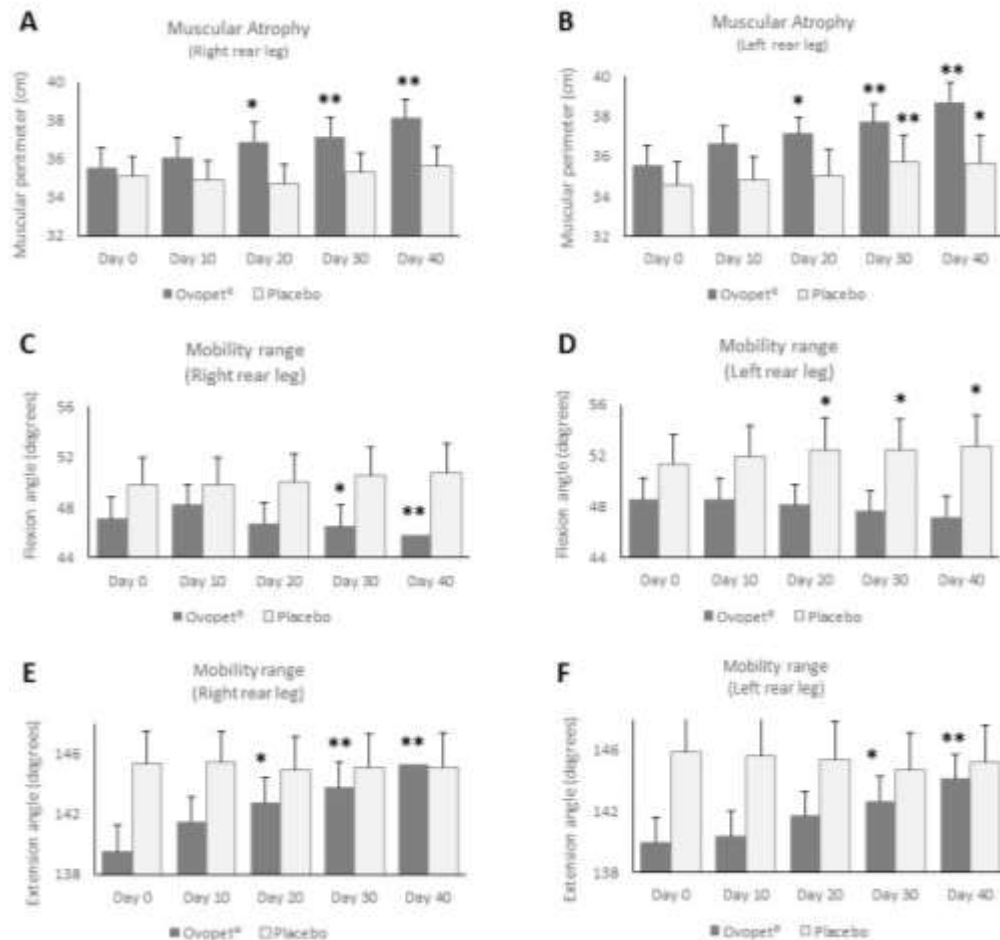 A
Muscular Atrophy
(Right rear leg)
Muscular perimeter (cm)
40
38
36
34
32
* ** **
Day 0 Day 10 Day 20 Day 30 Day 40
Ovopet® Placebo
B
Muscular Atrophy
(Left rear leg)
Muscular perimeter (cm)
40
38
36
34
32
* ** ** ** *
Day 0 Day 10 Day 20 Day 30 Day 40
Ovopet® Placebo
C
Mobility range
(Right rear leg)
Flexion angle (degrees)
56
52
48
44
* **
Day 0 Day 10 Day 20 Day 30 Day 40
Ovopet® Placebo
D
Mobility range
(Left rear leg)
Flexion angle (degrees)
56
52
48
44
* * *
Day 0 Day 10 Day 20 Day 30 Day 40
Ovopet® Placebo
E
Mobility range
(Right rear leg)
Extension angle (degrees)
146
142
138
* ** **
Day 0 Day 10 Day 20 Day 30 Day 40
Ovopet® Placebo
F
Mobility range
(Left rear leg)
Extension angle (degrees)
146
142
138
* **
Day 0 Day 10 Day 20 Day 30 Day 40
Ovopet® Placebo